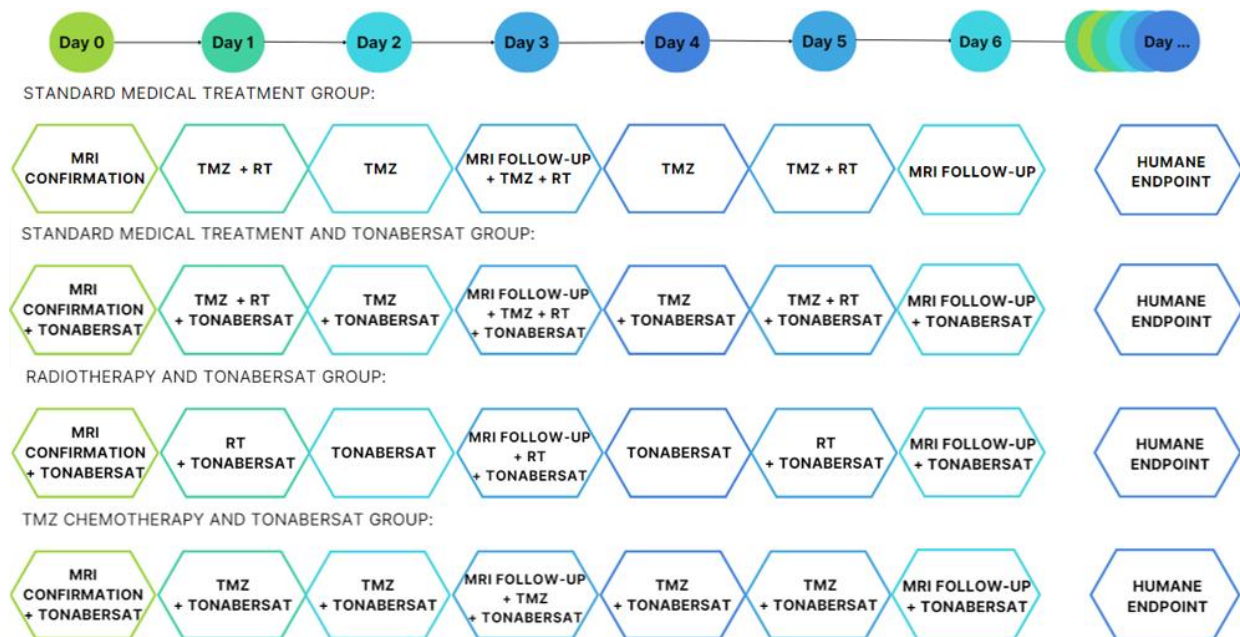 Day 0 Day 1 Day 2 Day 3 Day 4 Day 5 Day 6 Day ...
STANDARD MEDICAL TREATMENT GROUP:
MRI
CONFIRMATION
TMZ + RT
TMZ
MRI FOLLOW-UP
+ TMZ + RT
TMZ
TMZ + RT
MRI FOLLOW-UP
HUMANE
ENDPOINT
STANDARD MEDICAL TREATMENT AND TONABERSAT GROUP:
MRI
CONFIRMATION
+ TONABERSAT
TMZ + RT
+ TONABERSAT
TMZ
+ TONABERSAT
MRI FOLLOW-UP
+ TMZ + RT
+ TONABERSAT
TMZ
+ TONABERSAT
TMZ + RT
+ TONABERSAT
MRI FOLLOW-UP
+ TONABERSAT
HUMANE
ENDPOINT
RADIOTHERAPY AND TONABERSAT GROUP:
MRI
CONFIRMATION
+ TONABERSAT
RT
+ TONABERSAT
TONABERSAT
MRI FOLLOW-UP
+ RT
+ TONABERSAT
TONABERSAT
RT
+ TONABERSAT
MRI FOLLOW-UP
+ TONABERSAT
HUMANE
ENDPOINT
TMZ CHEMOTHERAPY AND TONABERSAT GROUP:
MRI
CONFIRMATION
+ TONABERSAT
TMZ
+ TONABERSAT
TMZ
+ TONABERSAT
MRI FOLLOW-UP
+ TMZ
+ TONABERSAT
TMZ
+ TONABERSAT
TMZ
+ TONABERSAT
MRI FOLLOW-UP
+ TONABERSAT
HUMANE
ENDPOINT